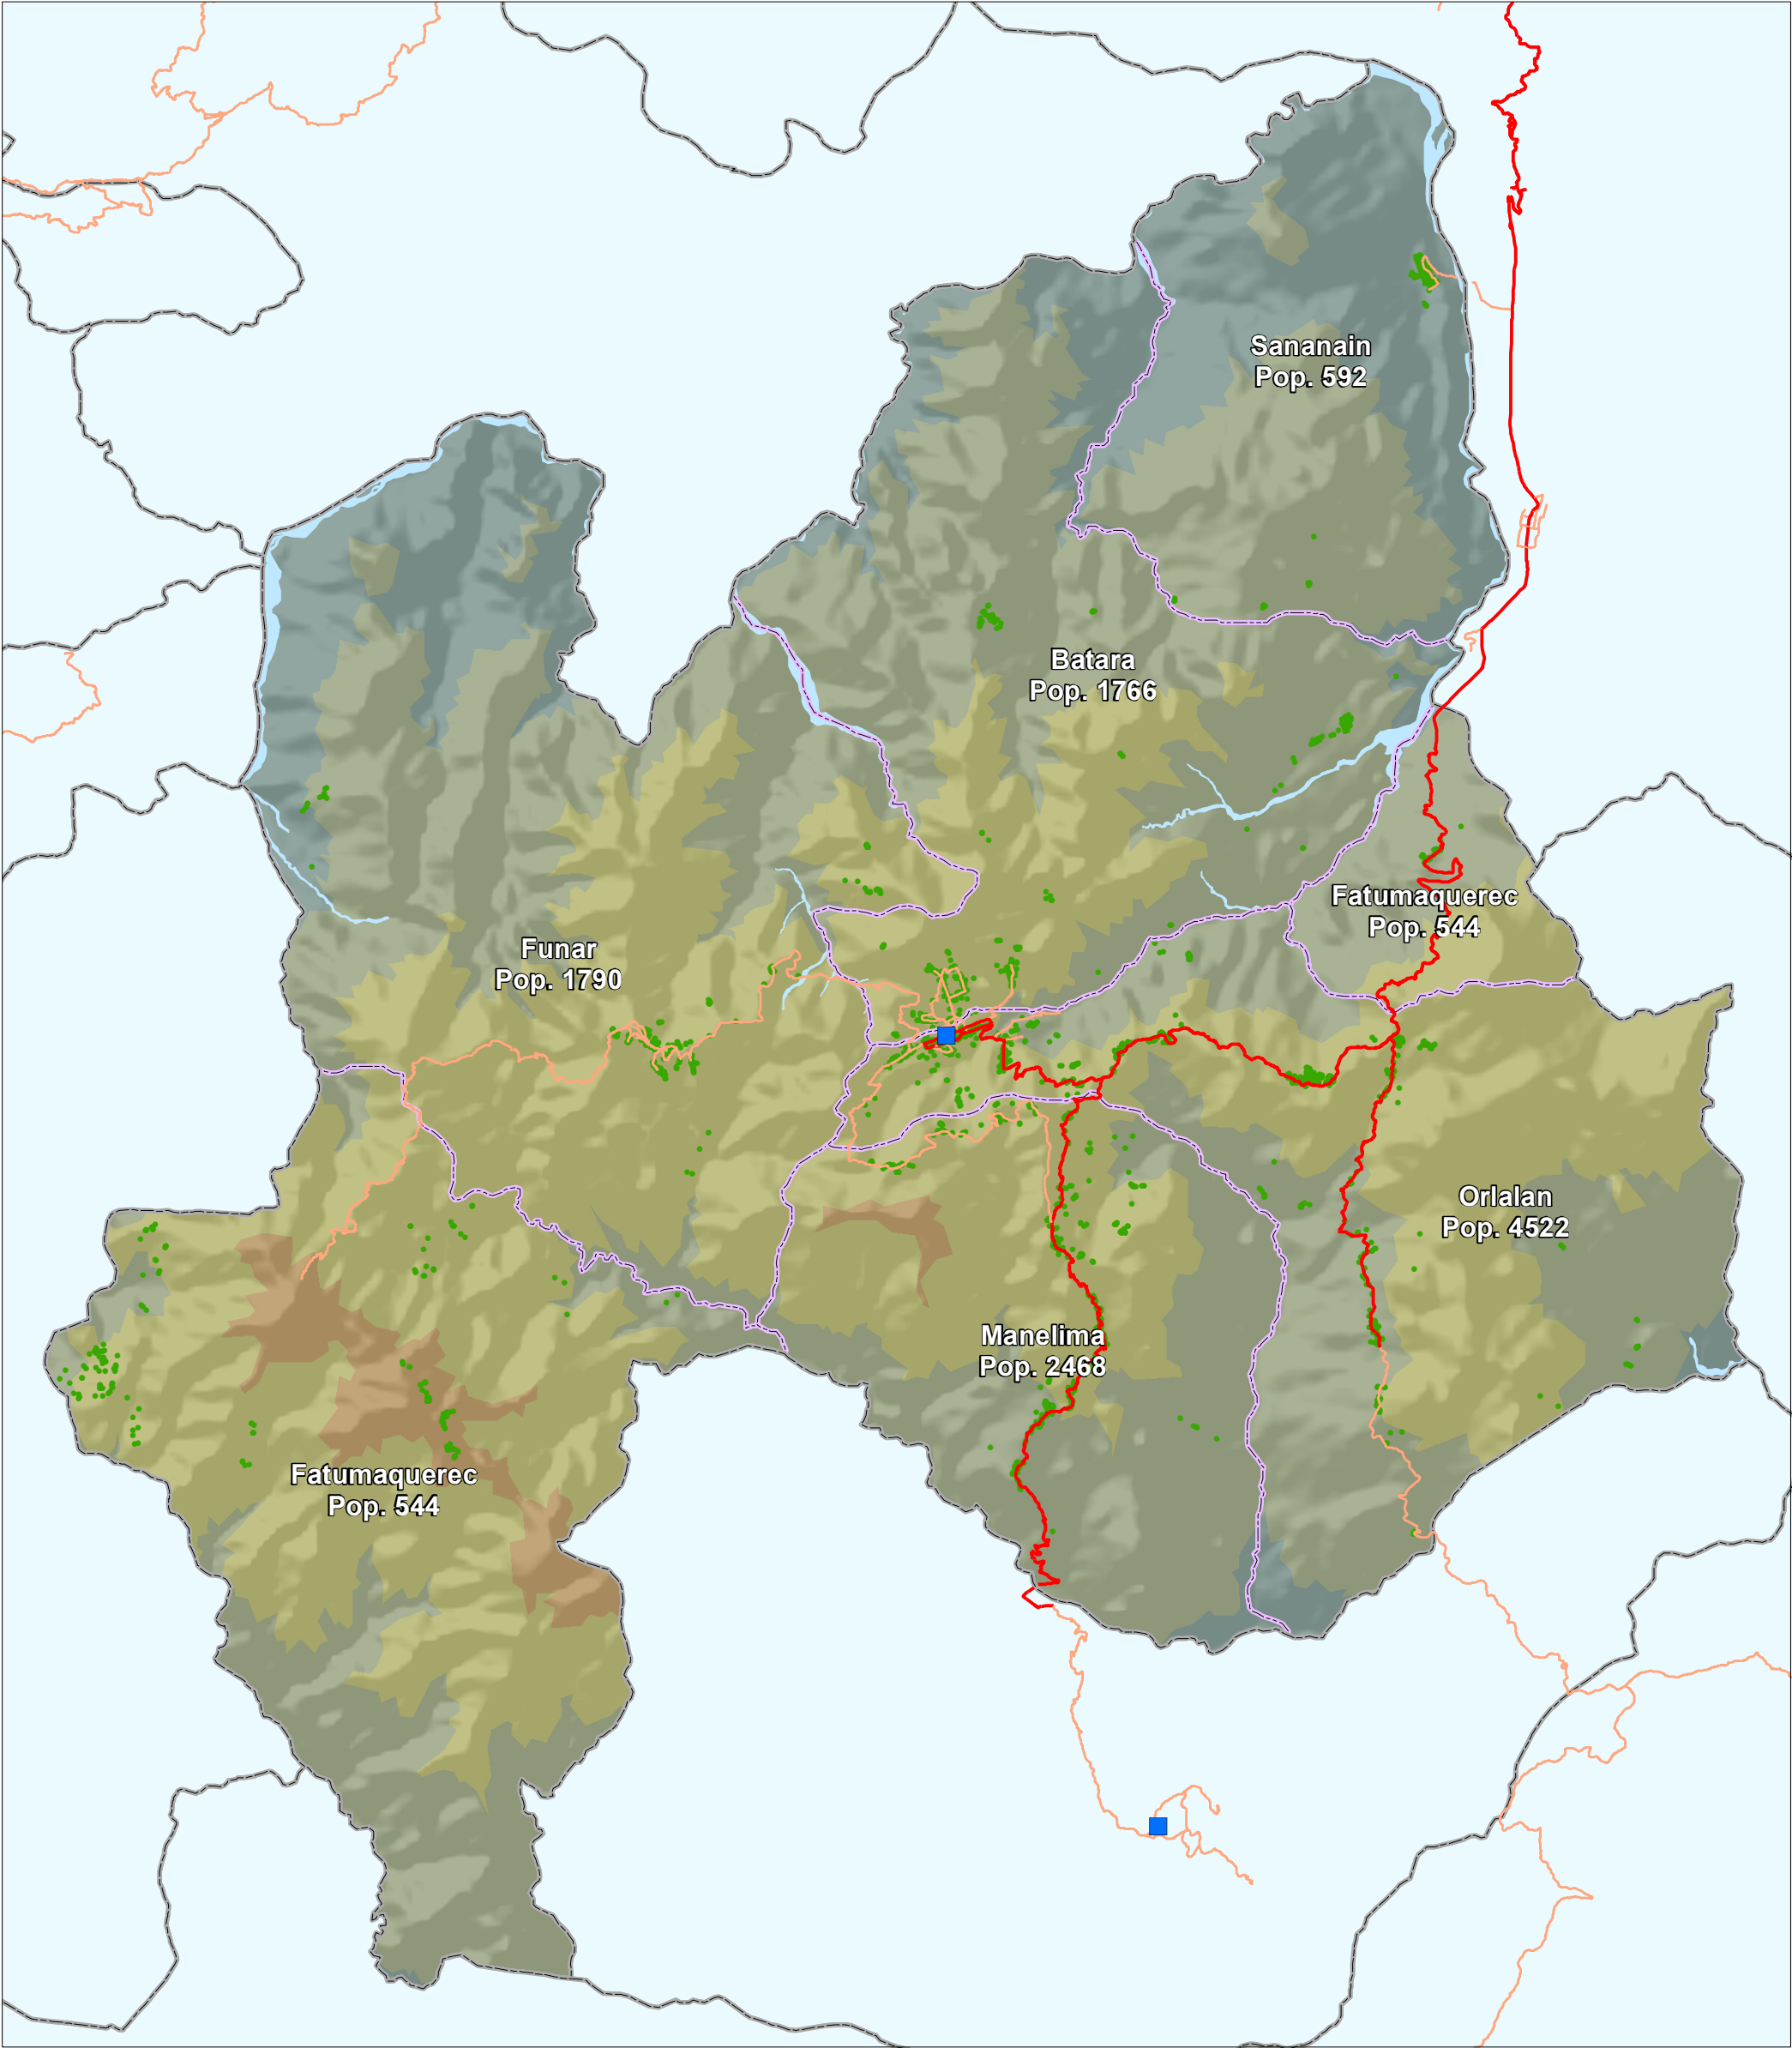 Sananain
Pop. 592
Batara
Pop. 1766
Fatumaquerec
Pop. 544
Funar
Pop. 1790
Orlalan
Pop. 4522
Manelima
Pop. 2468
Fatumaquerec
Pop. 544